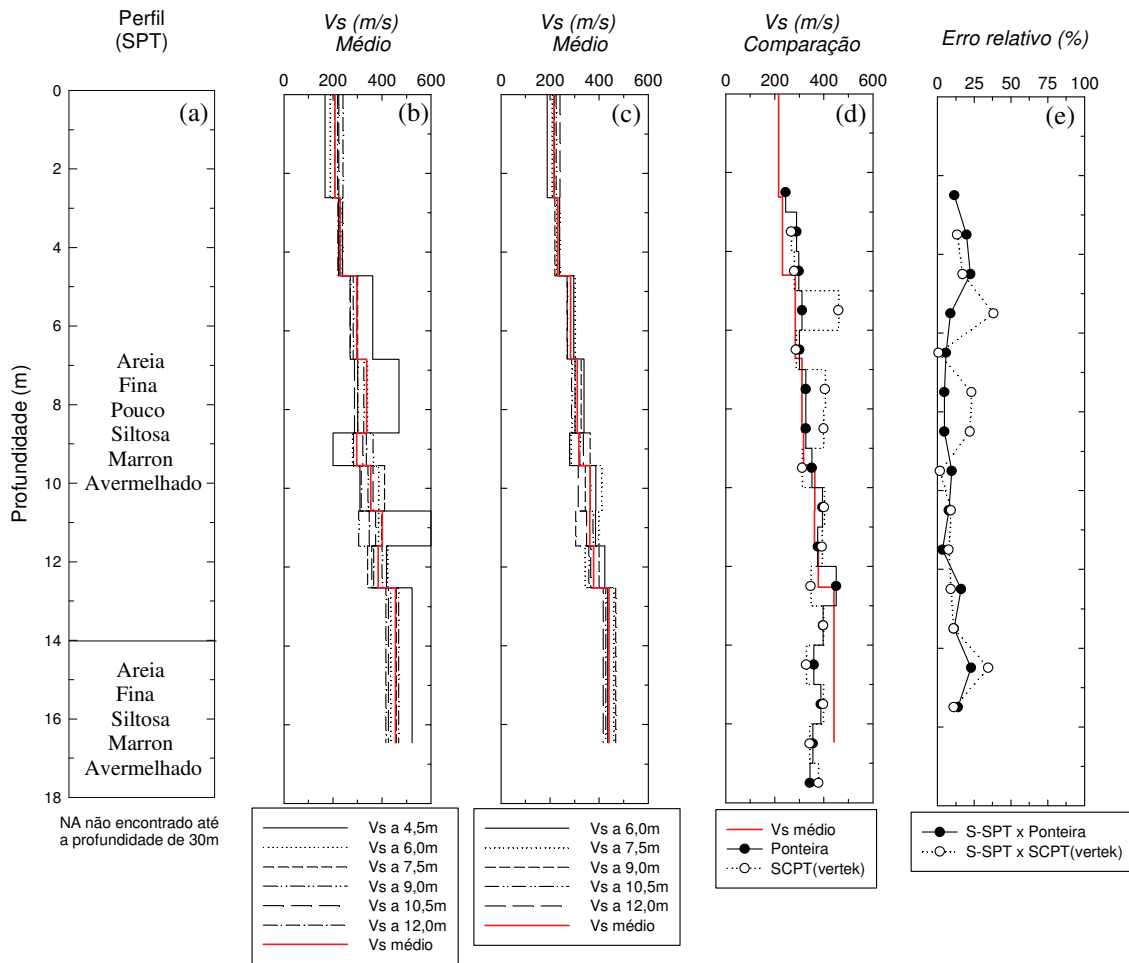 Perfil
(SPT)
Vs (m/s)
Médio
Vs (m/s)
Médio
Vs (m/s)
Comparação
Erro relativo (%)
0 200 400 600
0 200 400 600
0 200 400 600
0 25 50 75 100
(a)
(b)
(c)
(d)
(e)
Profundidade (m)
0
2
4
6
8
10
12
14
16
18
Areia
Fina
Pouco
Siltosa
Marron
Avermelhado
Areia
Fina
Siltosa
Marron
Avermelhado
NA não encontrado até
a profundidade de 30m
Vs a 4,5m
Vs a 6,0m
Vs a 7,5m
Vs a 9,0m
Vs a 10,5m
Vs a 12,0m
Vs médio
Vs a 6,0m
Vs a 7,5m
Vs a 9,0m
Vs a 10,5m
Vs a 12,0m
Vs médio
Vs médio
Ponteira
SCPT(vertek)
S-SPT x Ponteira
S-SPT x SCPT(vertek)